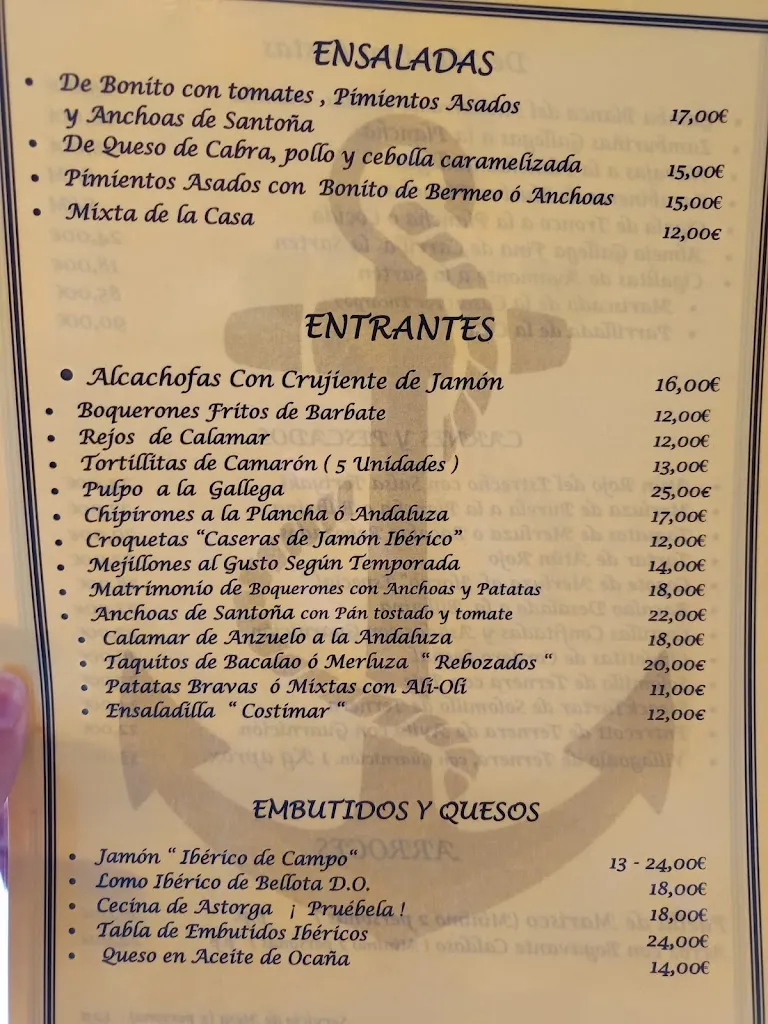 ENSALADAS
• De Bonito con tomates , Pimientos Asados
y Anchoas de Santoña 17,00€
• De Queso de Cabra, pollo y cebolla caramelizada 15,00€
• Pimientos Asados con Bonito de Bermeo ó Anchoas 15,00€
• Mixta de la Casa 12,00€
ENTRANTES
• Alcachofas Con Crujiente de Jamón 16,00€
• Boquerones Fritos de Barbate 12,00€
• Rejos de Calamar 12,00€
• Tortillitas de Camarón ( 5 Unidades ) 13,00€
• Pulpo a la Gallega 25,00€
• Chipirones a la Plancha ó Andaluza 17,00€
• Croquetas “Caseras de Jamón Ibérico” 12,00€
• Mejillones al Gusto Según Temporada 14,00€
• Matrimonio de Boquerones con Anchoas y Patatas 18,00€
• Anchoas de Santoña con Pán tostado y tomate 22,00€
• Calamar de Anzuelo a la Andaluza 18,00€
• Taquitos de Bacalao ó Merluza “ Rebozados “ 20,00€
• Patatas Bravas ó Mixtas con Ali-Oli 11,00€
• Ensaladilla “ Costimar “ 12,00€
EMBUTIDOS Y QUESOS
• Jamón “ Ibérico de Campo“ 13 - 24,00€
• Lomo Ibérico de Bellota D.O. 18,00€
• Cecina de Astorga ¡ Pruébela ! 18,00€
• Tabla de Embutidos Ibéricos 24,00€
• Queso en Aceite de Ocaña 14,00€